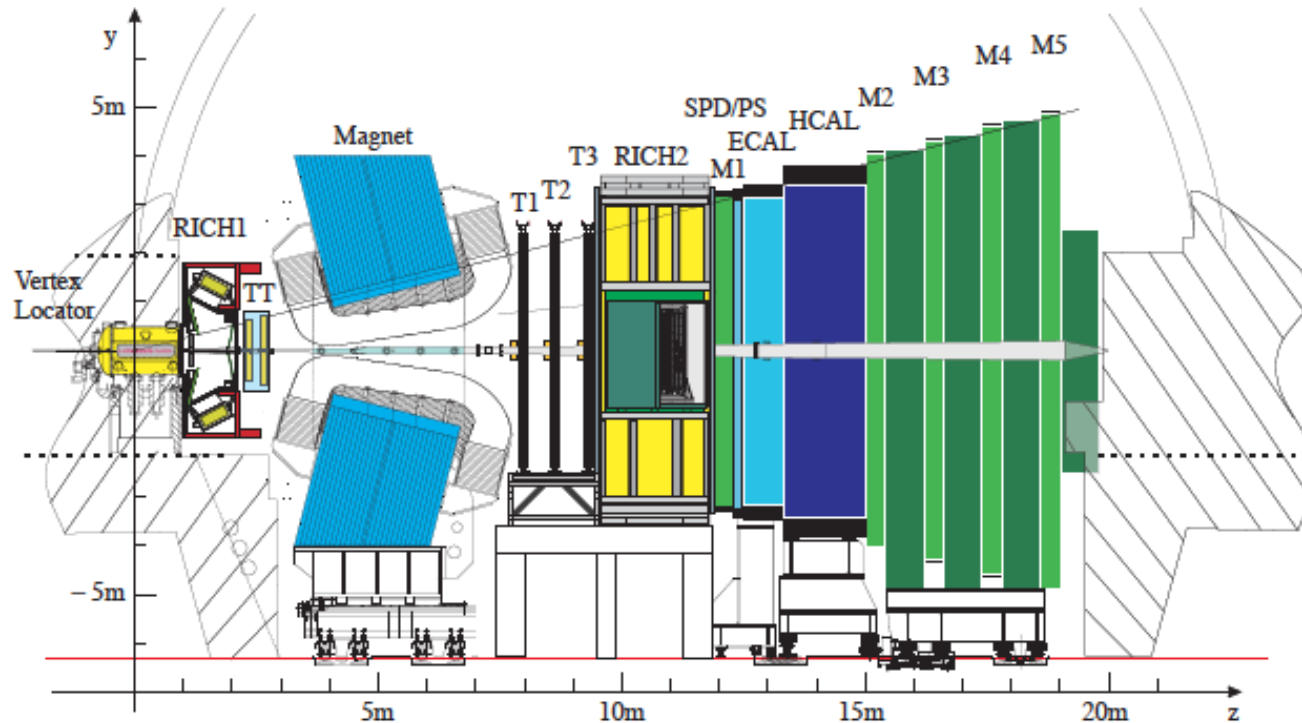 y
5m
Magnet
SPD/PS
ECAL
HCAL
M1
M2
M3
M4
M5
T1
T2
T3
RICH2
RICH1
TT
Vertex
Locator
– 5m
5m
10m
15m
20m
z